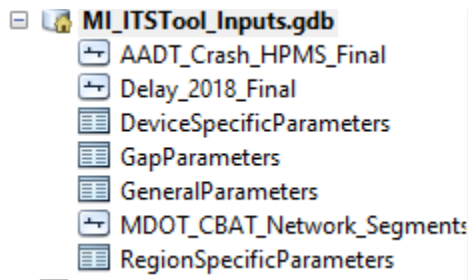 MI_ITSTool_Inputs.gdb
AADT_Crash_HPMS_Final
Delay_2018_Final
DeviceSpecificParameters
GapParameters
GeneralParameters
MDOT_CBAT_Network_Segments
RegionSpecificParameters